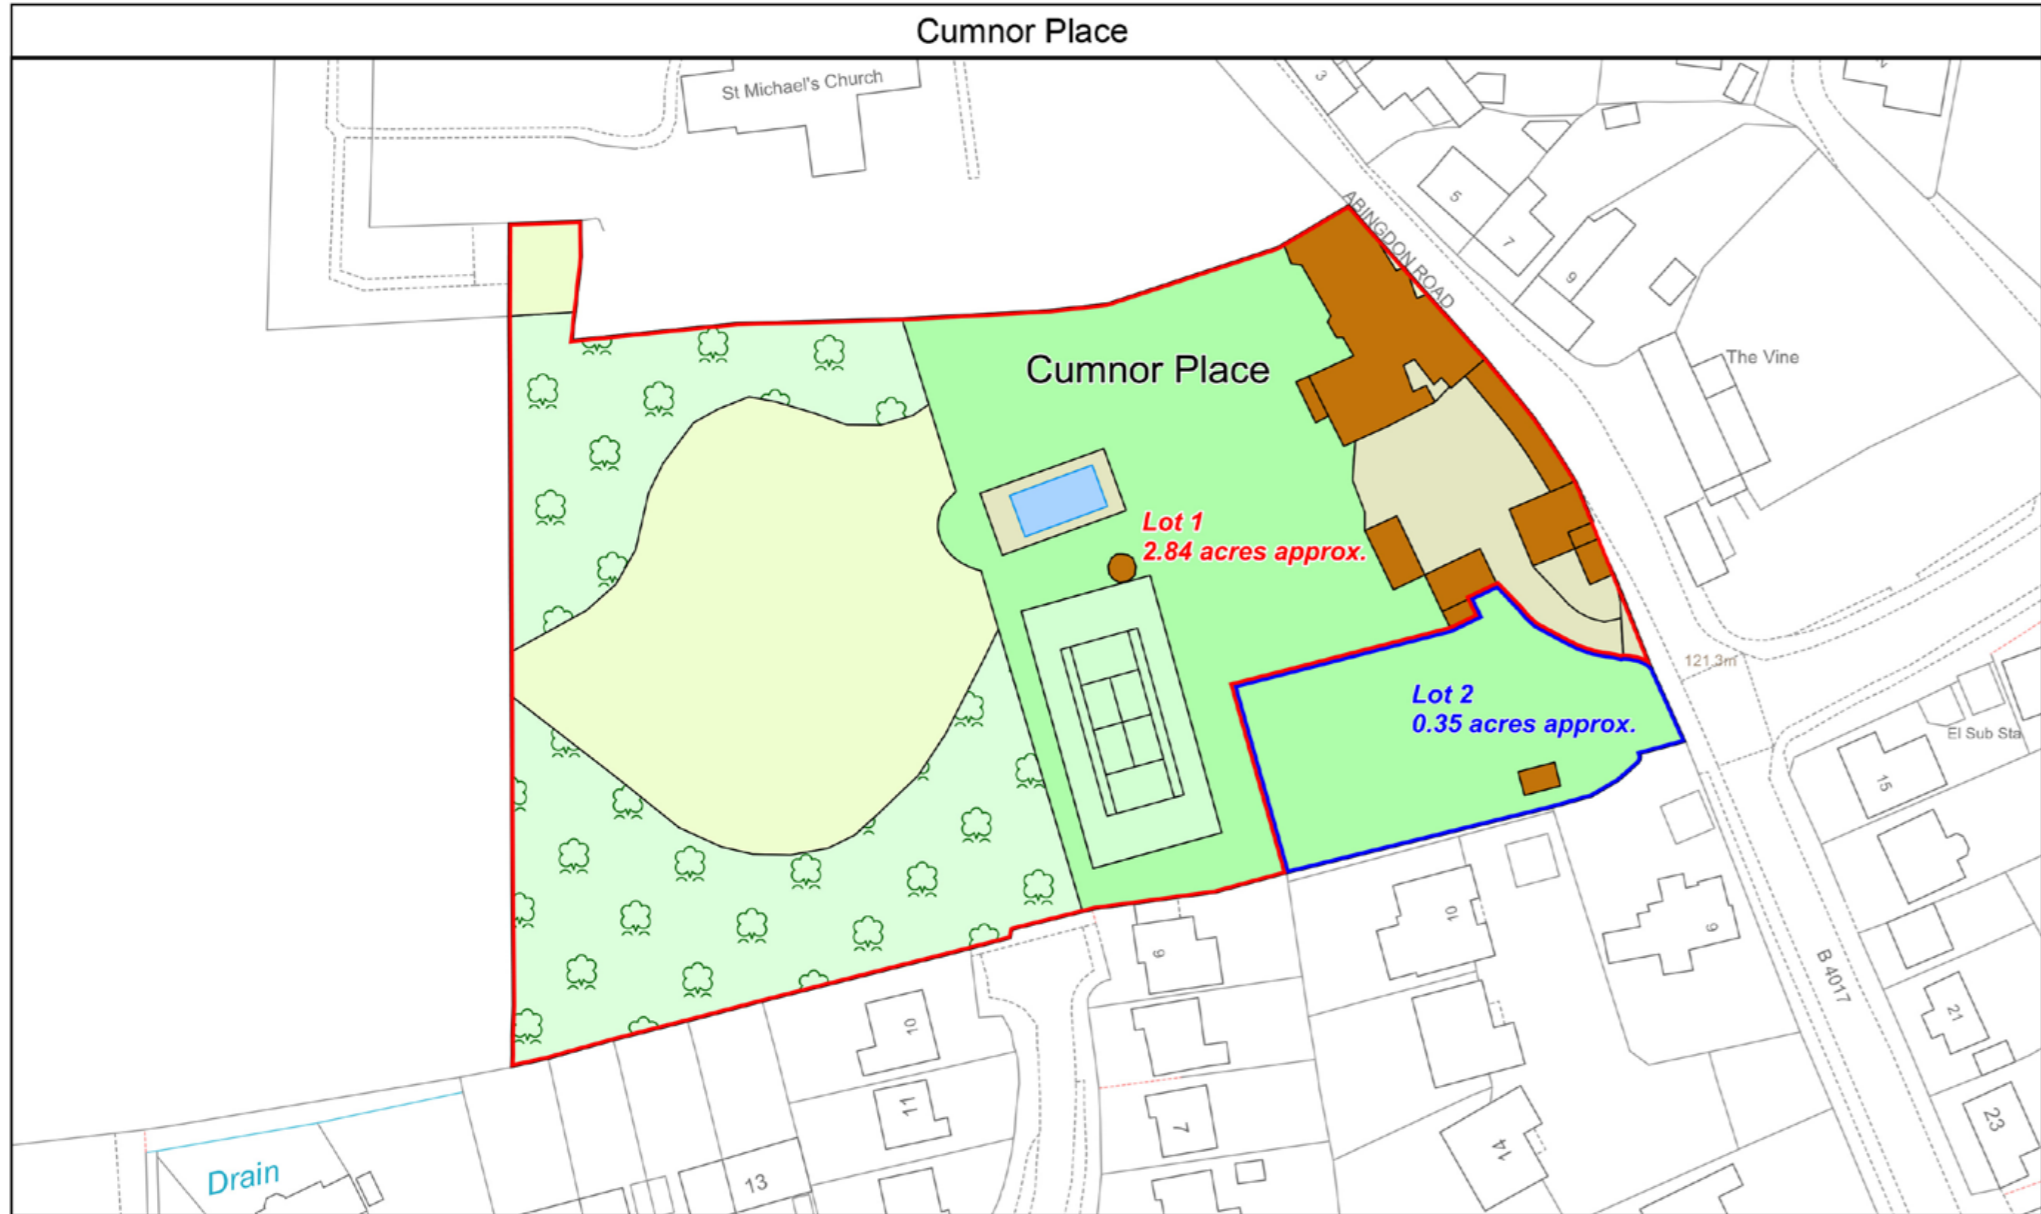 Cumnor Place
St Michael's Church
3
5
7
9
ABINGDON ROAD
The Vine
Cumnor Place
Lot 1
2.84 acres approx.
121.3m
Lot 2
0.35 acres approx.
El Sub Sta
15
10
9
9
B 4017
21
10
11
7
14
23
13
Drain